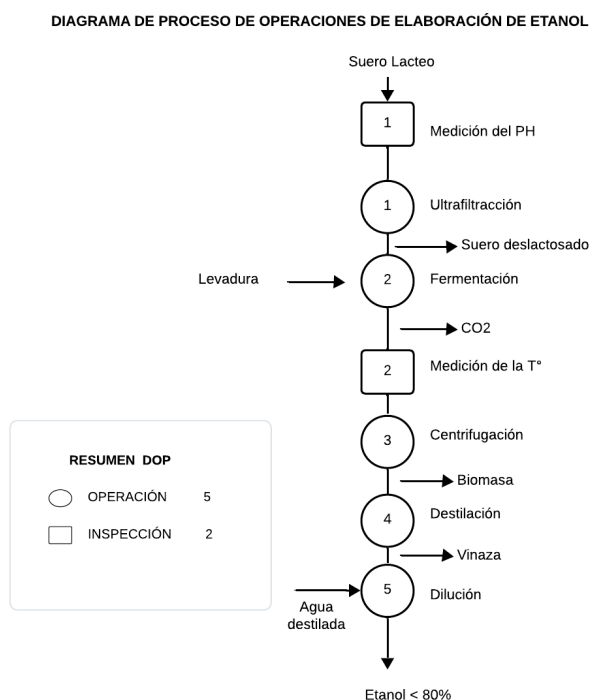 DIAGRAMA DE PROCESO DE OPERACIONES DE ELABORACIÓN DE ETANOL
Suero Lacteo
1
Medición del PH
1
Ultrafiltracción
Suero deslactosado
Levadura
2
Fermentación
CO2
2
Medición de la T°
3
Centrifugación
RESUMEN DOP
Biomasa
OPERACIÓN 5
4
Destilación
INSPECCIÓN 2
Vinaza
5
Dilución
Agua
destilada
Etanol < 80%